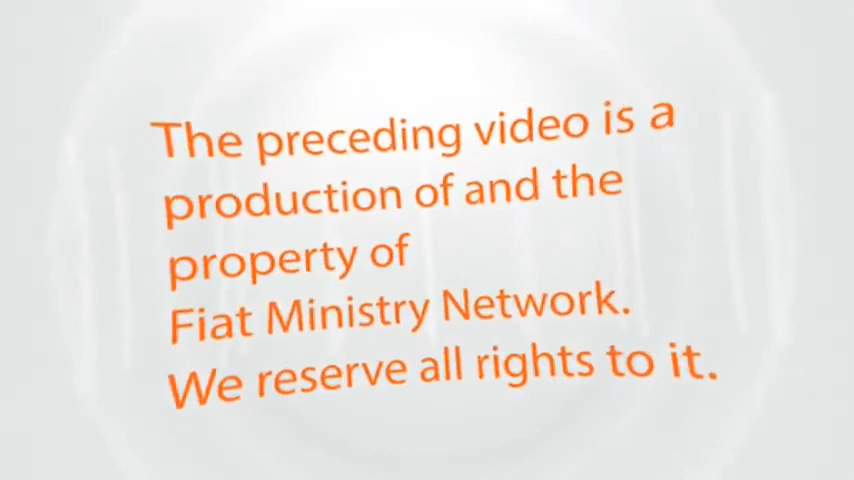 The preceding video is a
production of and the
property of
Fiat Ministry Network.
We reserve all rights to it.